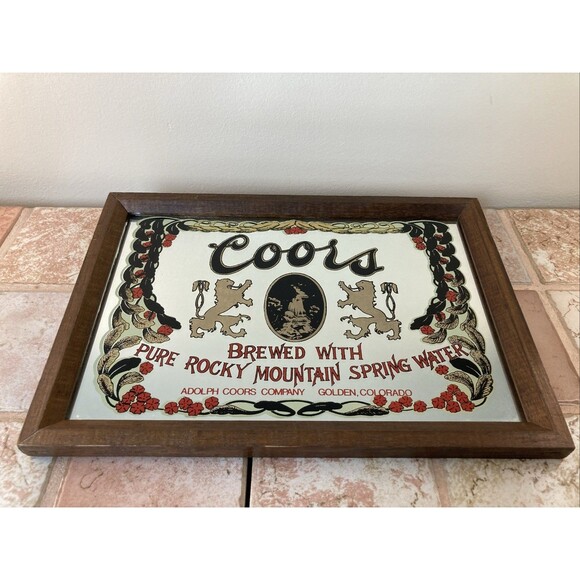 Coors
BREWED WITH
PURE ROCKY MOUNTAIN SPRING WATER
ADOLPH COORS COMPANY GOLDEN, COLORADO